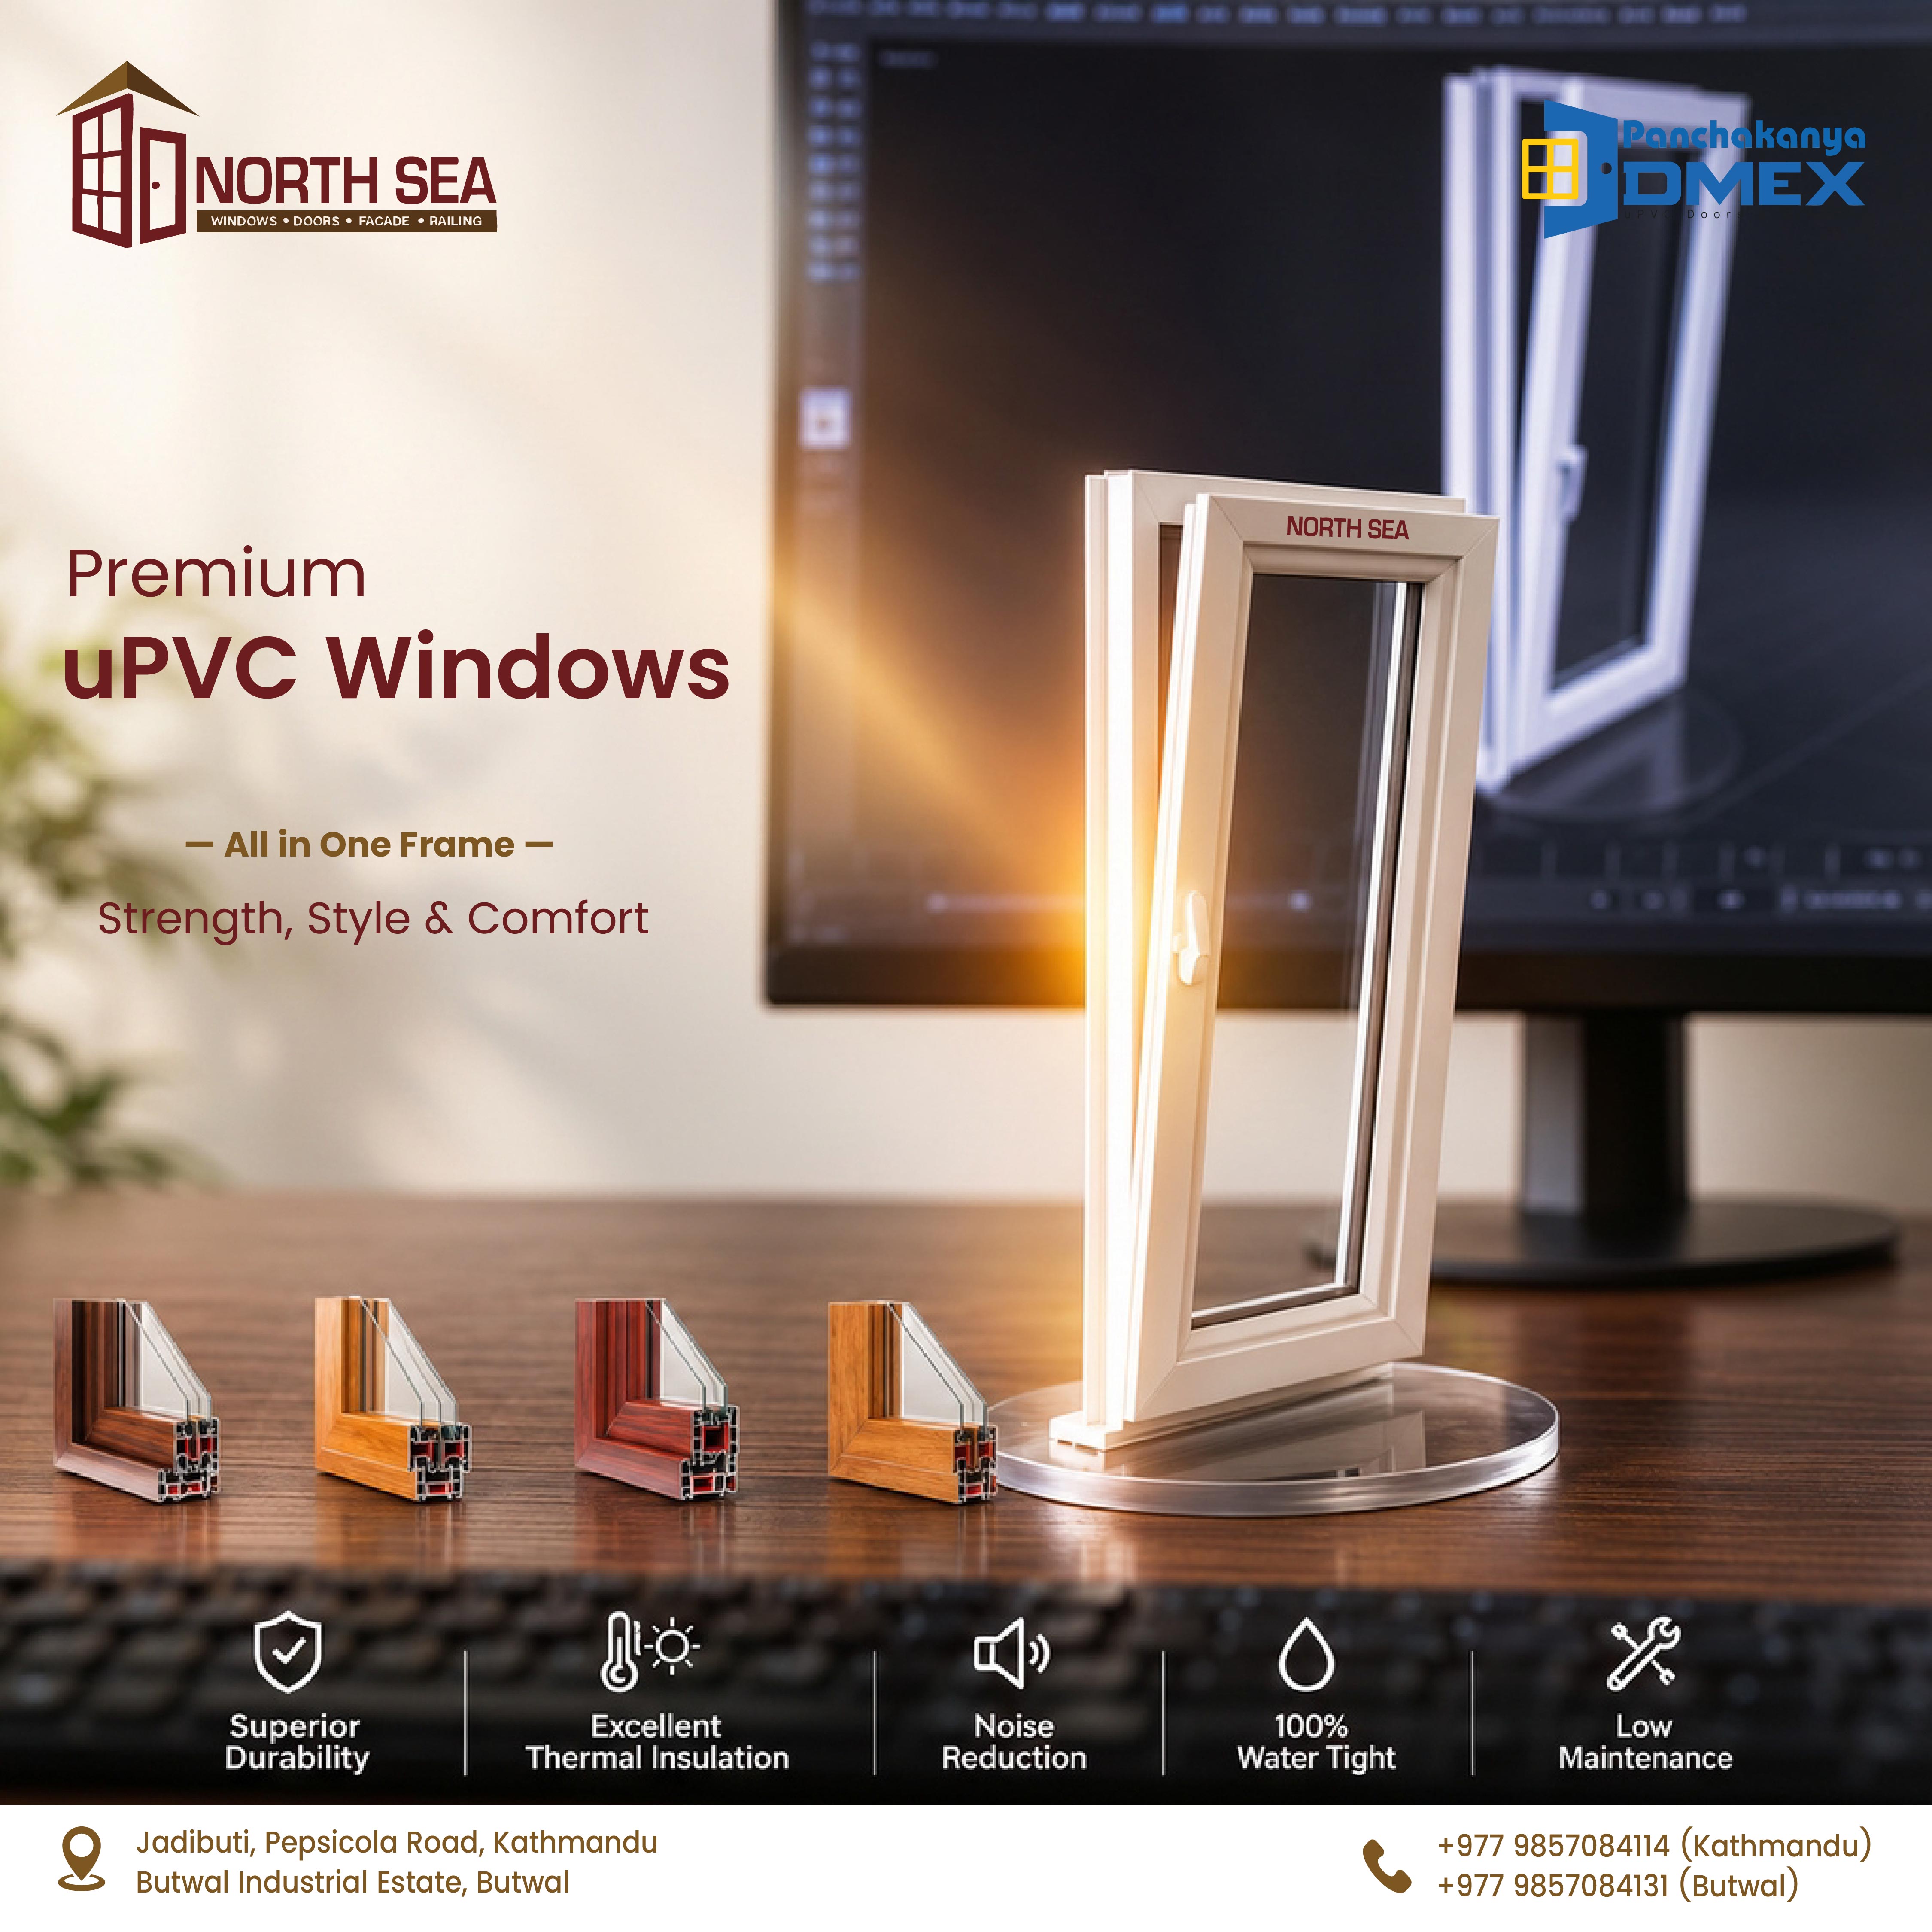 NORTH SEA
WINDOWS • DOORS • FACADE • RAILING
Panchakanya
DMEX
NORTH SEA
Premium
uPVC Windows
— All in One Frame —
Strength, Style & Comfort
Superior
Durability
Excellent
Thermal Insulation
Noise
Reduction
100%
Water Tight
Low
Maintenance
Jadibuti, Pepsicola Road, Kathmandu
Butwal Industrial Estate, Butwal
+977 9857084114 (Kathmandu)
+977 9857084131 (Butwal)